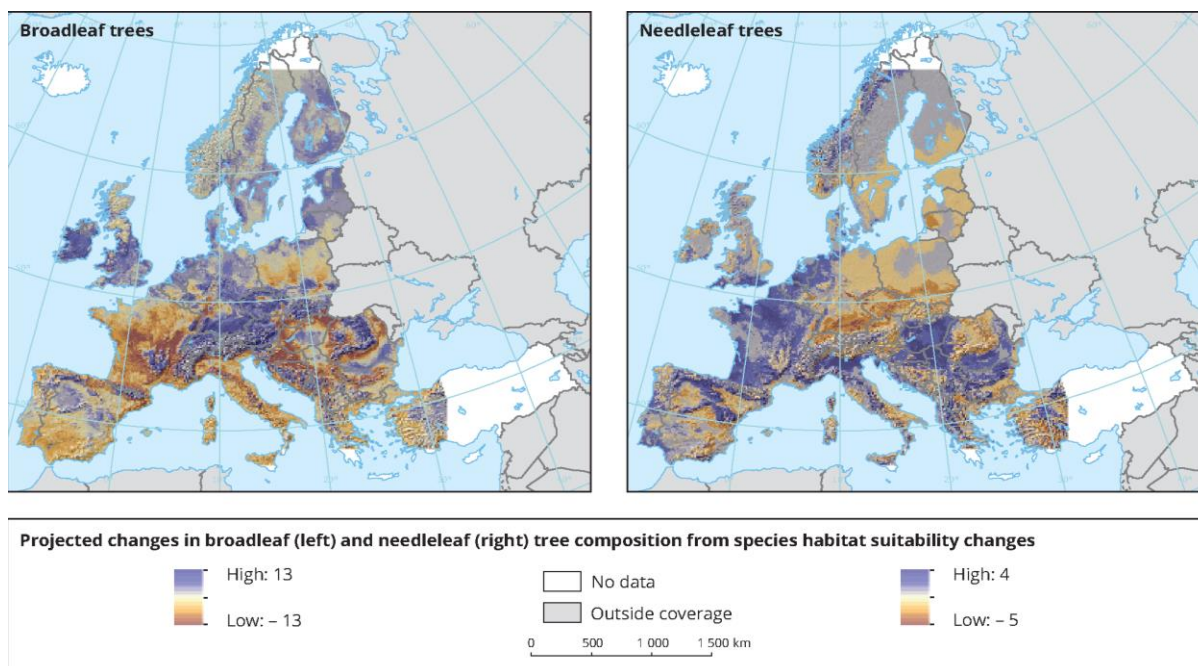 Broadleaf trees
Needleleaf trees
Projected changes in broadleaf (left) and needleleaf (right) tree composition from species habitat suitability changes
High: 13
Low: – 13
No data
Outside coverage
0 500 1 000 1 500 km
High: 4
Low: – 5